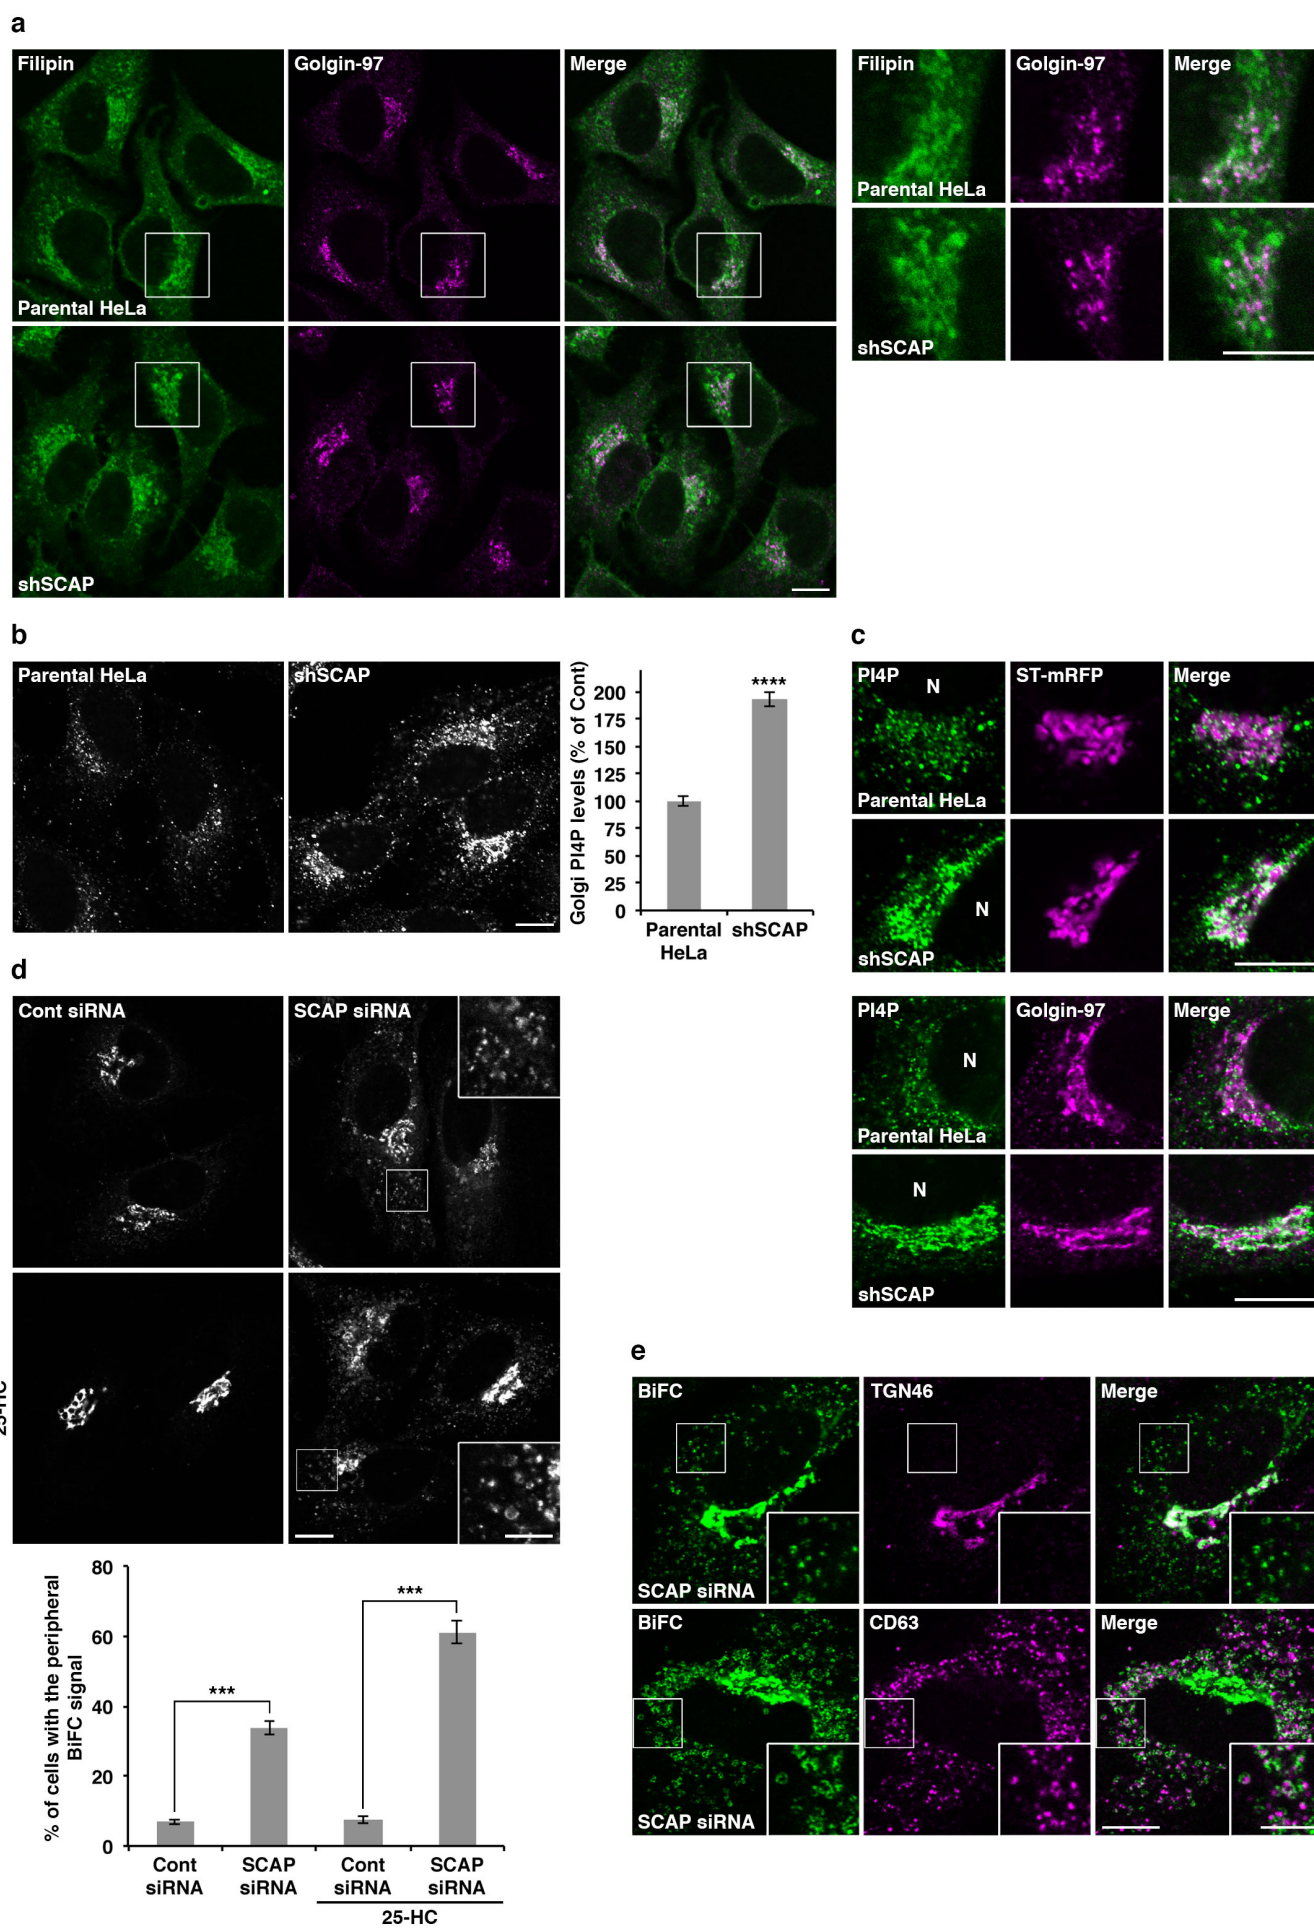 a
Filipin
Golgin-97
Merge
Parental HeLa
shSCAP
Filipin
Golgin-97
Merge
Parental HeLa
shSCAP
b
Parental HeLa
shSCAP
Golgi PI4P levels (% of Cont)
200
175
150
125
100
75
50
25
0
****
Parental HeLa
shSCAP
c
PI4P
N
ST-mRFP
Merge
Parental HeLa
N
shSCAP
PI4P
Golgin-97
Merge
N
Parental HeLa
N
shSCAP
d
Cont siRNA
SCAP siRNA
25-HC
% of cells with the peripheral
BiFC signal
80
60
40
20
0
***
***
Cont siRNA
SCAP siRNA
Cont siRNA
SCAP siRNA
25-HC
e
BiFC
TGN46
Merge
SCAP siRNA
BiFC
CD63
Merge
SCAP siRNA